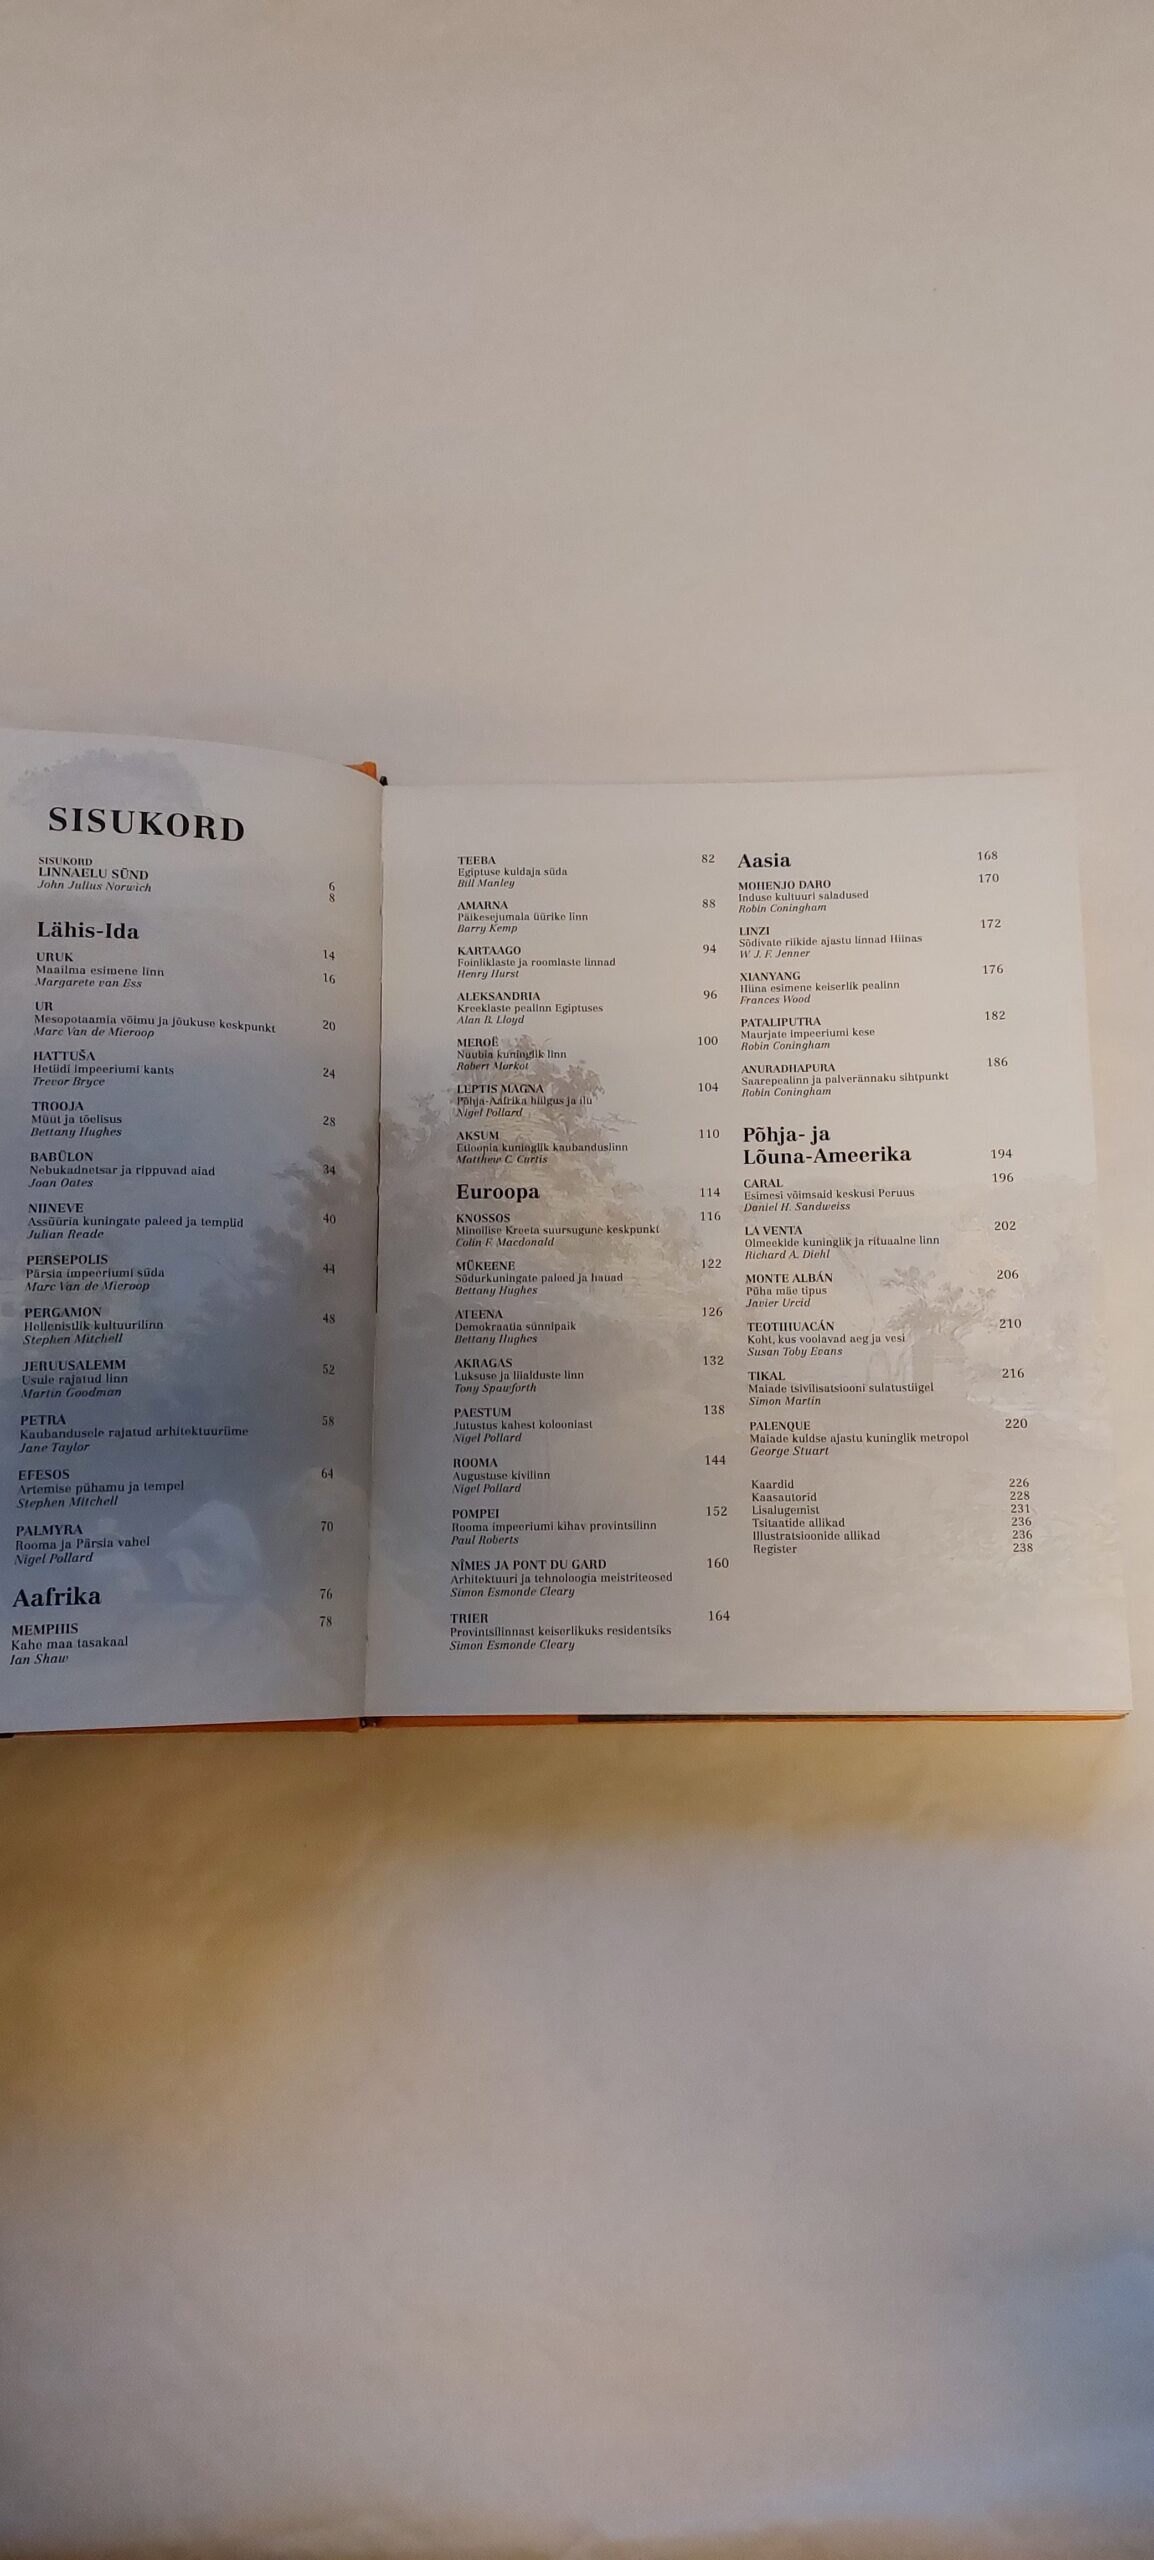 SISUKORD
SISUKORD 6
LINNAELU SÜND 8
John Julius Norwich
Lähis-Ida 14
URUK 16
Maailma esimene linn
Margarete van Ess
UR 20
Mesopotaamia võimu ja jõukuse keskpunkt
Marc Van de Mieroop
HATTUŠA 24
Hetiidi impeeriumi kants
Trevor Bryce
TROOJA 28
Müüt ja tõelisus
Bettany Hughes
BABÜLON 34
Nebukadnetsar ja rippuvad aiad
Joan Oates
NIINEVE 40
Assüüria kuningate paleed ja templid
Julian Reade
PERSEPOLIS 44
Pärsia impeeriumi süda
Marc Van de Mieroop
PERGAMON 48
Hellenistlik kultuurilinn
Stephen Mitchell
JERUUSALEMM 52
Usule rajatud linn
Martin Goodman
PETRA 58
Kaubandusele rajatud arhitektuuriime
Jane Taylor
EFESOS 64
Artemise pühamu ja tempel
Stephen Mitchell
PALMYRA 70
Rooma ja Pärsia vahel
Nigel Pollard
Aafrika 76
MEMPHIS 78
Kahe maa tasakaal
Ian Shaw
TEEBA 82
Egiptuse kuldaja süda
Bill Manley
AMARNA 88
Päikesejumala üürike linn
Barry Kemp
KARTAAGO 94
Foiniiklaste ja roomlaste linnad
Henry Hurst
ALEKSANDRIA 96
Kreeklaste pealinn Egiptuses
Alan B. Lloyd
MEROË 100
Nuubia kuninglik linn
Robert Morkot
LEPTIS MAGNA 104
Põhja-Aafrika hiilgus ja ilu
Nigel Pollard
AKSUM 110
Etioopia kuninglik kaubanduslinn
Matthew C. Curtis
Euroopa 114
KNOSSOS 116
Minoilise Kreeta suursugune keskpunkt
Colin F. Macdonald
MÜKEENE 122
Sõdurkuningate paleed ja hauad
Bettany Hughes
ATEENA 126
Demokraatia sünnipaik
Bettany Hughes
AKRAGAS 132
Luksuse ja liialduste linn
Tony Spawforth
PAESTUM 138
Jutustus kahest kolooniast
Nigel Pollard
ROOMA 144
Augustuse kivilinn
Nigel Pollard
POMPEI 152
Rooma impeeriumi kihav provintsilinn
Paul Roberts
NÎMES JA PONT DU GARD 160
Arhitektuuri ja tehnoloogia meistriteosed
Simon Esmonde Cleary
TRIER 164
Provintsilinnast keiserlikuks residentsiks
Simon Esmonde Cleary
Aasia 168
MOHENJO DARO 170
Induse kultuuri saladused
Robin Coningham
LINZI 172
Sõdivate riikide ajastu linnad Hiinas
W. J. F. Jenner
XIANYANG 176
Hiina esimene keiserlik pealinn
Frances Wood
PATALIPUTRA 182
Maurjate impeeriumi kese
Robin Coningham
ANURADHAPURA 186
Saarepealinn ja palverännaku sihtpunkt
Robin Coningham
Põhja- ja
Lõuna-Ameerika 194
CARAL 196
Esimesi võimsaid keskusi Peruus
Daniel H. Sandweiss
LA VENTA 202
Olmeekide kuninglik ja rituaalne linn
Richard A. Diehl
MONTE ALBÁN 206
Püha mäe tipus
Javier Urcid
TEOTIHUACÁN 210
Koht, kus voolavad aeg ja vesi
Susan Toby Evans
TIKAL 216
Maiade tsivilisatsiooni sulatustiigel
Simon Martin
PALENQUE 220
Maiade kuldse ajastu kuninglik metropol
George Stuart
Kaardid 226
Kaasautorid 228
Lisalugemist 231
Tsitaatide allikad 236
Illustratsioonide allikad 236
Register 238